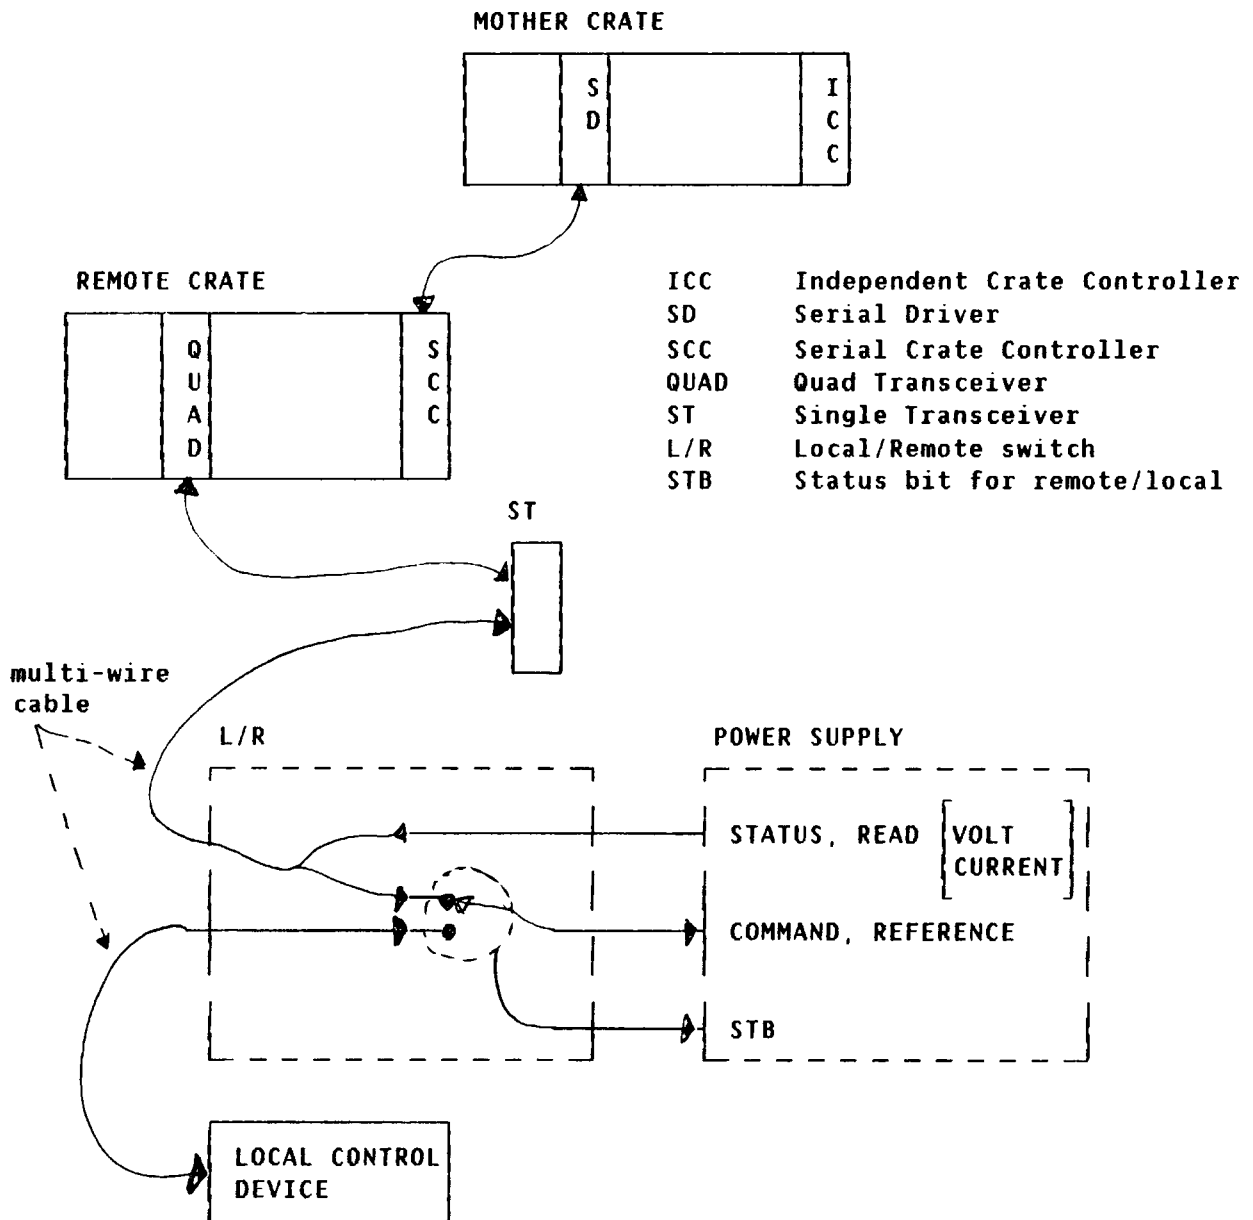 MOTHER CRATE
S
D
I
C
C
REMOTE CRATE
Q
U
A
D
S
C
C
ICC Independent Crate Controller
SD Serial Driver
SCC Serial Crate Controller
QUAD Quad Transceiver
ST Single Transceiver
L/R Local/Remote switch
STB Status bit for remote/local
ST
multi-wire
cable
L/R
POWER SUPPLY
STATUS, READ [VOLT
CURRENT]
COMMAND, REFERENCE
STB
LOCAL CONTROL
DEVICE